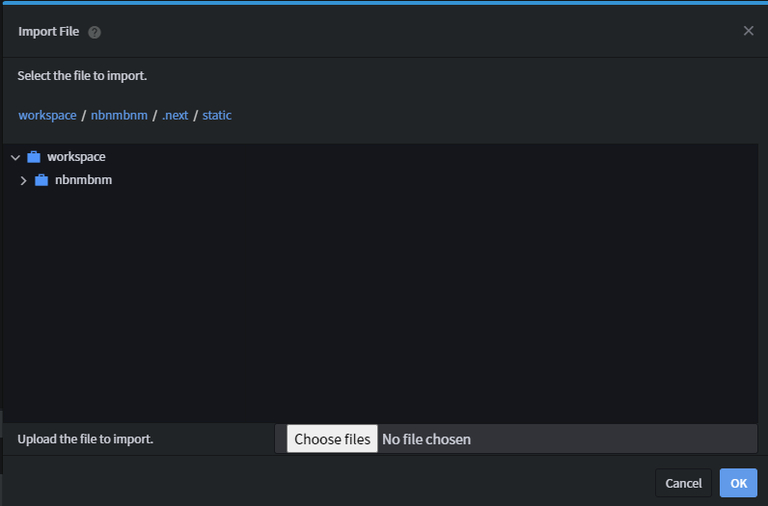 Import File ?
Select the file to import.
workspace / nbnmbnm / .next / static
workspace
nbnmbnm
Upload the file to import. Choose files No file chosen
Cancel OK